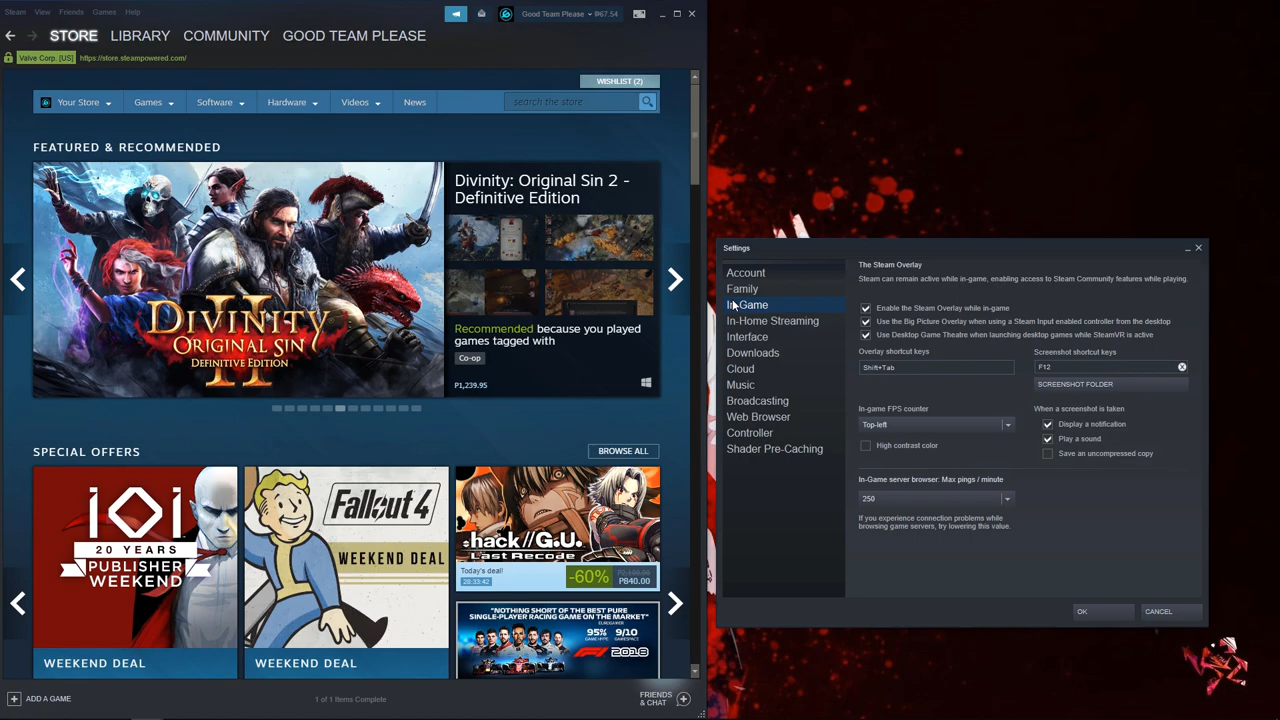 Steam View Friends Games Help
Good Team Please ₱67.54
STORE LIBRARY COMMUNITY GOOD TEAM PLEASE
Valve Corp. [US] https://store.steampowered.com/
WISHLIST (2)
Your Store Games Software Hardware Videos News search the store
FEATURED & RECOMMENDED
DIVINITY
II
ORIGINAL SIN
DEFINITIVE EDITION
Divinity: Original Sin 2 -
Definitive Edition
Recommended because you played
games tagged with
Co-op
P1,239.95
SPECIAL OFFERS
BROWSE ALL
IOI
20 YEARS
PUBLISHER
WEEKEND
WEEKEND DEAL
Fallout 4
WEEKEND DEAL
WEEKEND DEAL
.hack//G.U.
Last Recode
Today's deal!
28:33:42
-60%
P2,100.00
P840.00
"NOTHING SHORT OF THE BEST PURE
SINGLE-PLAYER RACING GAME ON THE MARKET"
95%
9/10
F1 2018
ADD A GAME
1 of 1 Items Complete
FRIENDS
& CHAT
Settings
Account
Family
In-Game
In-Home Streaming
Interface
Downloads
Cloud
Music
Broadcasting
Web Browser
Controller
Shader Pre-Caching
The Steam Overlay
Steam can remain active while in-game, enabling access to Steam Community features while playing.
Enable the Steam Overlay while in-game
Use the Big Picture Overlay when using a Steam Input enabled controller from the desktop
Use Desktop Game Theatre when launching desktop games while SteamVR is active
Overlay shortcut keys
Shift+Tab
Screenshot shortcut keys
F12
SCREENSHOT FOLDER
In-game FPS counter
Top-left
High contrast color
When a screenshot is taken
Display a notification
Play a sound
Save an uncompressed copy
In-Game server browser: Max pings / minute
250
If you experience connection problems while
browsing game servers, try lowering this value.
OK
CANCEL